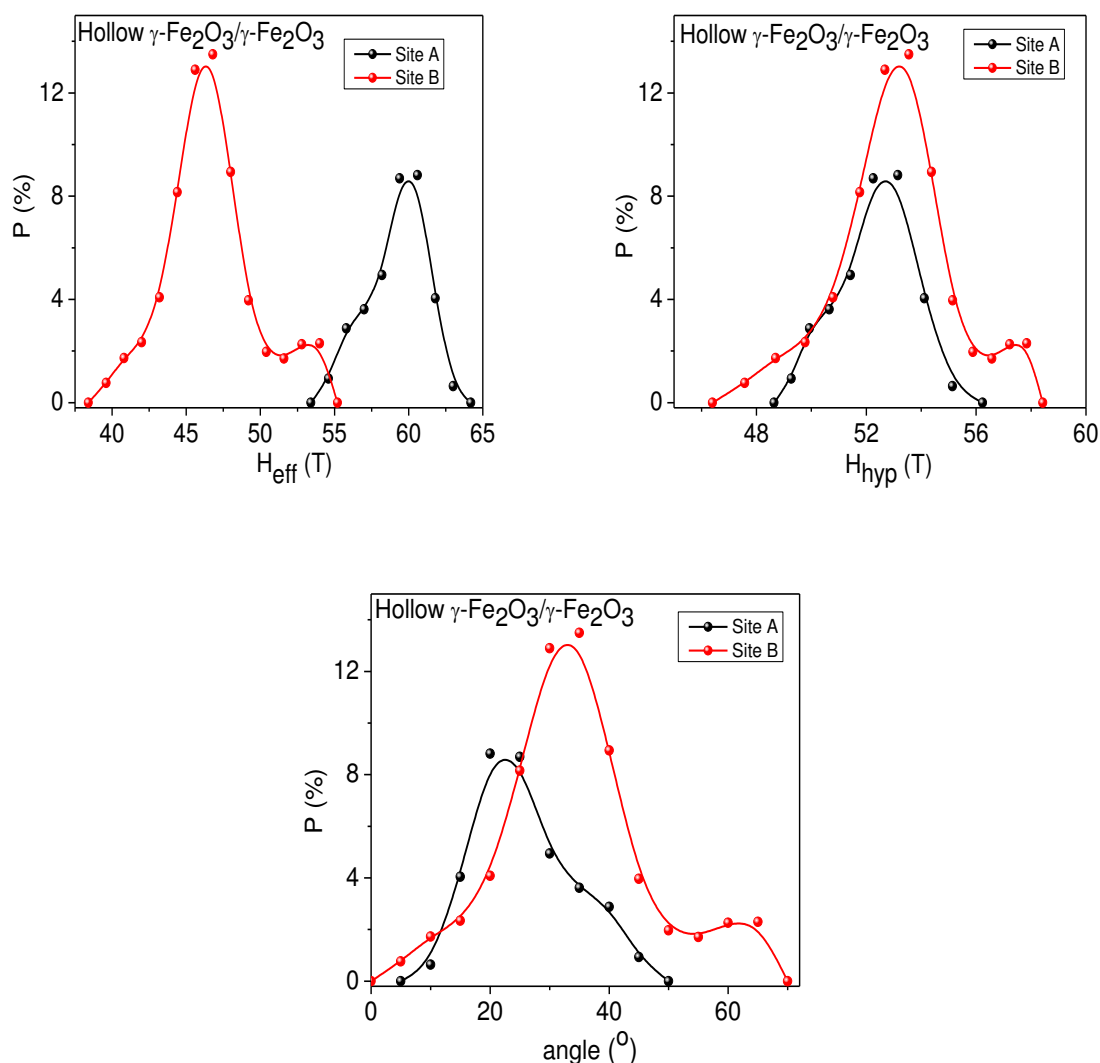 Hollow γ-Fe2O3/γ-Fe2O3
Site A
Site B
P (%)
12
8
4
0
40 45 50 55 60 65
Heff (T)
Hollow γ-Fe2O3/γ-Fe2O3
Site A
Site B
P (%)
12
8
4
0
48 52 56 60
Hhyp (T)
Hollow γ-Fe2O3/γ-Fe2O3
Site A
Site B
P (%)
12
8
4
0
0 20 40 60
angle (o)